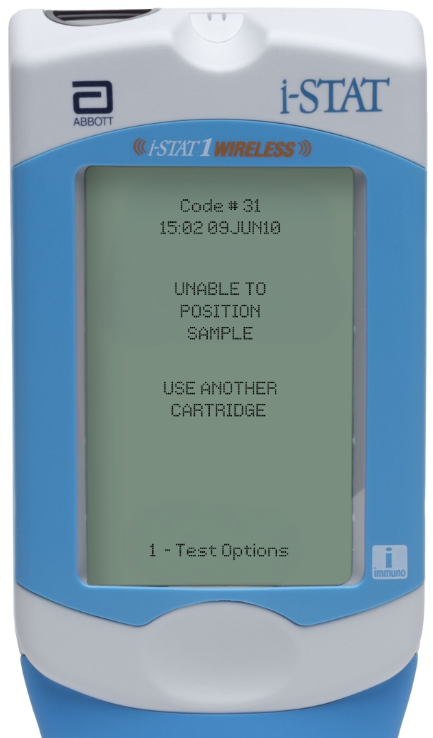 ABBOTT
i-STAT
i-STAT 1 WIRELESS
Code # 31
15:02 09JUN10
UNABLE TO
POSITION
SAMPLE
USE ANOTHER
CARTRIDGE
1 - Test Options
i
immuno